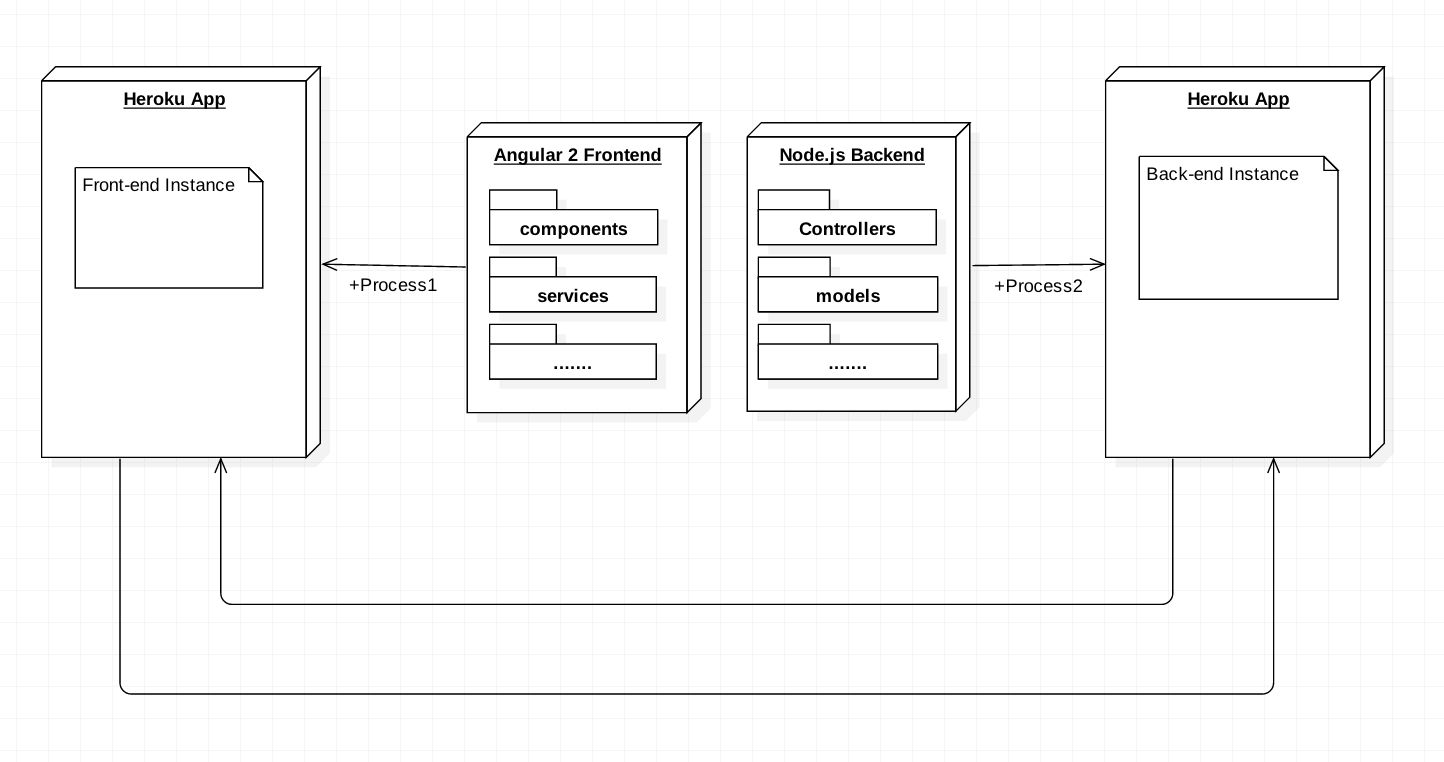 Heroku App
Front-end Instance
+Process1
Angular 2 Frontend
components
services
.......
Node.js Backend
Controllers
models
.......
+Process2
Heroku App
Back-end Instance